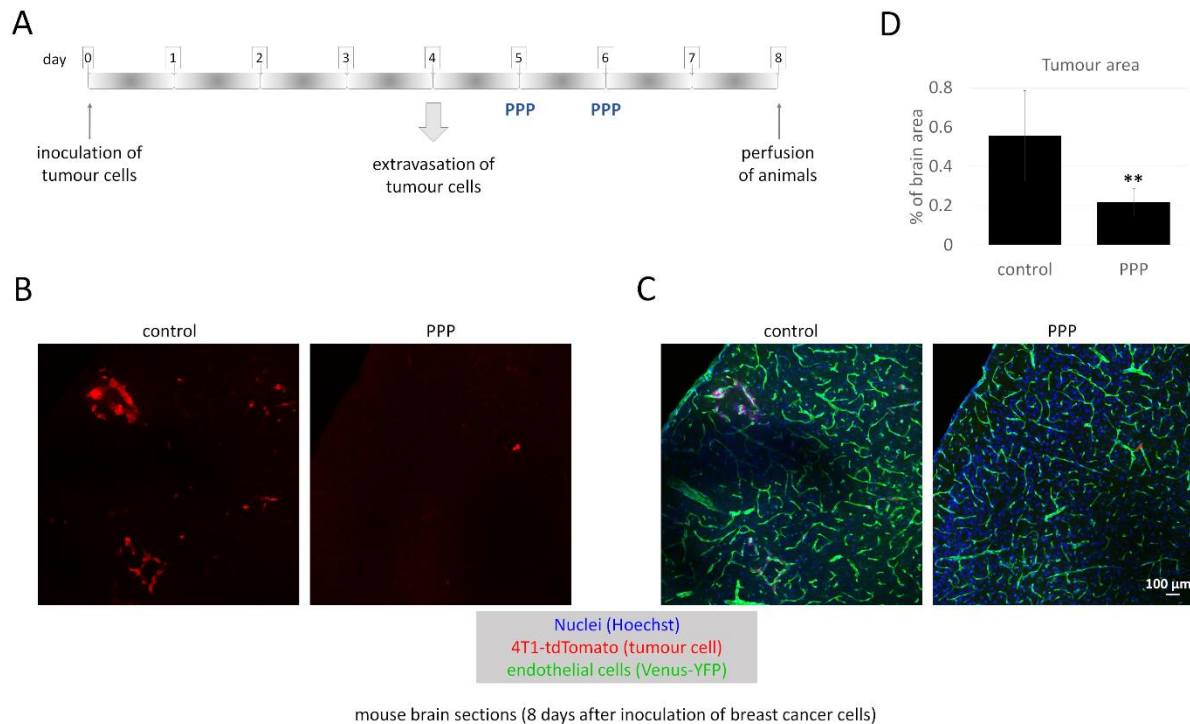 A
day 0 1 2 3 4 5 6 7 8
PPP PPP
inoculation of
tumour cells
extravasation of
tumour cells
perfusion
of animals
D
Tumour area
% of brain area
0.8
0.6
0.4
0.2
0
**
control PPP
B
control PPP
C
control PPP
100 µm
Nuclei (Hoechst)
4T1-tdTomato (tumour cell)
endothelial cells (Venus-YFP)
mouse brain sections (8 days after inoculation of breast cancer cells)